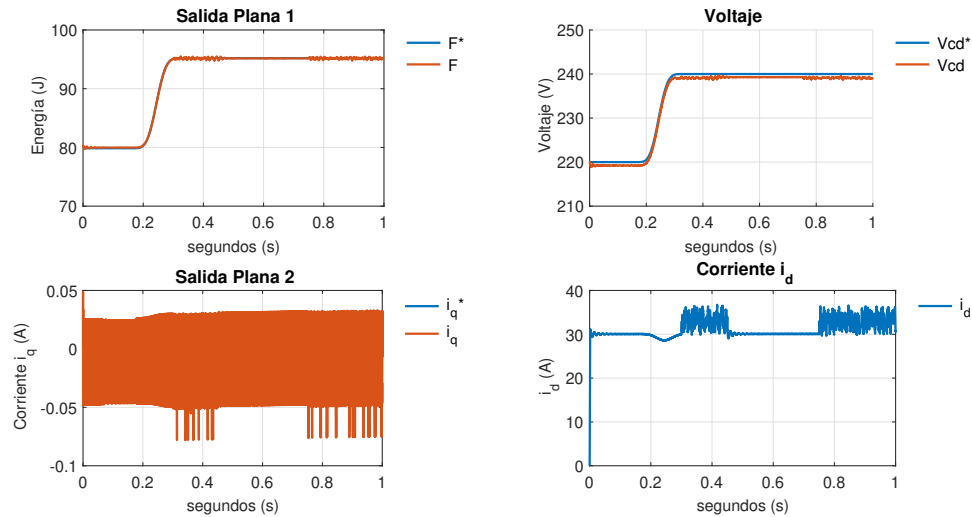 Salida Plana 1
100
90
80
70
Energía (J)
0 0.2 0.4 0.6 0.8 1
segundos (s)
F*
F
Voltaje
250
240
230
220
210
Voltaje (V)
0 0.2 0.4 0.6 0.8 1
segundos (s)
Vcd*
Vcd
Salida Plana 2
0.05
0
-0.05
-0.1
Corriente i_q (A)
0 0.2 0.4 0.6 0.8 1
segundos (s)
i_q*
i_q
Corriente i_d
40
30
20
10
0
i_d (A)
0 0.2 0.4 0.6 0.8 1
segundos (s)
i_d